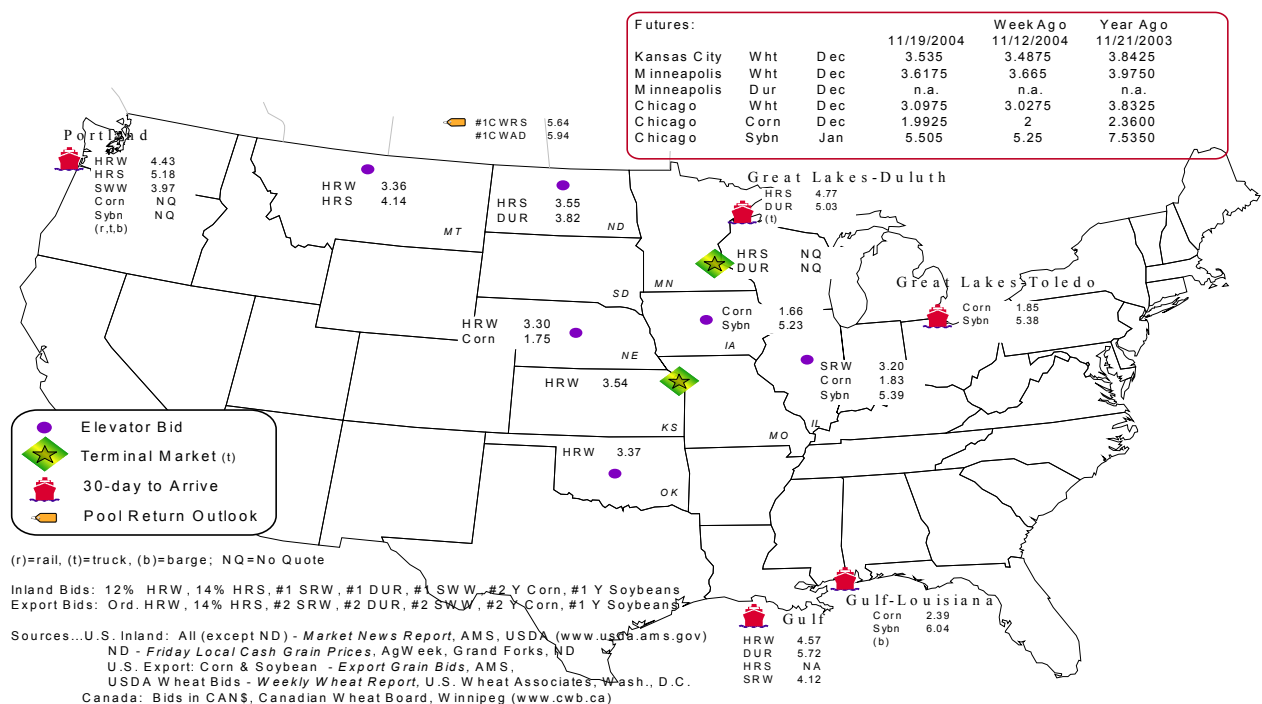 Futures: Week Ago Year Ago
11/19/2004 11/12/2004 11/21/2003
Kansas City Wht Dec 3.535 3.4875 3.8425
Minneapolis Wht Dec 3.6175 3.665 3.9750
Minneapolis Dur Dec n.a. n.a. n.a.
Chicago Wht Dec 3.0975 3.0275 3.8325
Chicago Corn Dec 1.9925 2 2.3600
Chicago Sybn Jan 5.505 5.25 7.5350
#1CWRS 5.64
#1CWAD 5.94
Portland
HRW 4.43
HRS 5.18
SWW 3.97
Corn NQ
Sybn NQ
(r,t,b)
HRW 3.36
HRS 4.14
MT
HRS 3.55
DUR 3.82
ND
Great Lakes-Duluth
HRS 4.77
DUR 5.03
(t)
HRS NQ
DUR NQ
MN
SD
Great Lakes-Toledo
Corn 1.85
Sybn 5.38
HRW 3.30
Corn 1.75
NE
Corn 1.66
Sybn 5.23
IA
SRW 3.20
Corn 1.83
Sybn 5.39
IL
HRW 3.54
KS
MO
HRW 3.37
OK
Elevator Bid
Terminal Market (t)
30-day to Arrive
Pool Return Outlook
Gulf-Louisiana
Corn 2.39
Sybn 6.04
(b)
Gulf
HRW 4.57
DUR 5.72
HRS NA
SRW 4.12
(r)=rail, (t)=truck, (b)=barge; NQ=No Quote
Inland Bids: 12% HRW, 14% HRS, #1 SRW, #1 DUR, #1 SWW, #2 Y Corn, #1 Y Soybeans
Export Bids: Ord. HRW, 14% HRS, #2 SRW, #2 DUR, #2 SWW, #2 Y Corn, #1 Y Soybeans
Sources...U.S. Inland: All (except ND) - Market News Report, AMS, USDA (www.usda.ams.gov)
ND - Friday Local Cash Grain Prices, AgWeek, Grand Forks, ND
U.S. Export: Corn & Soybean - Export Grain Bids, AMS,
USDA Wheat Bids - Weekly Wheat Report, U.S. Wheat Associates, Wash., D.C.
Canada: Bids in CAN$, Canadian Wheat Board, Winnipeg (www.cwb.ca)